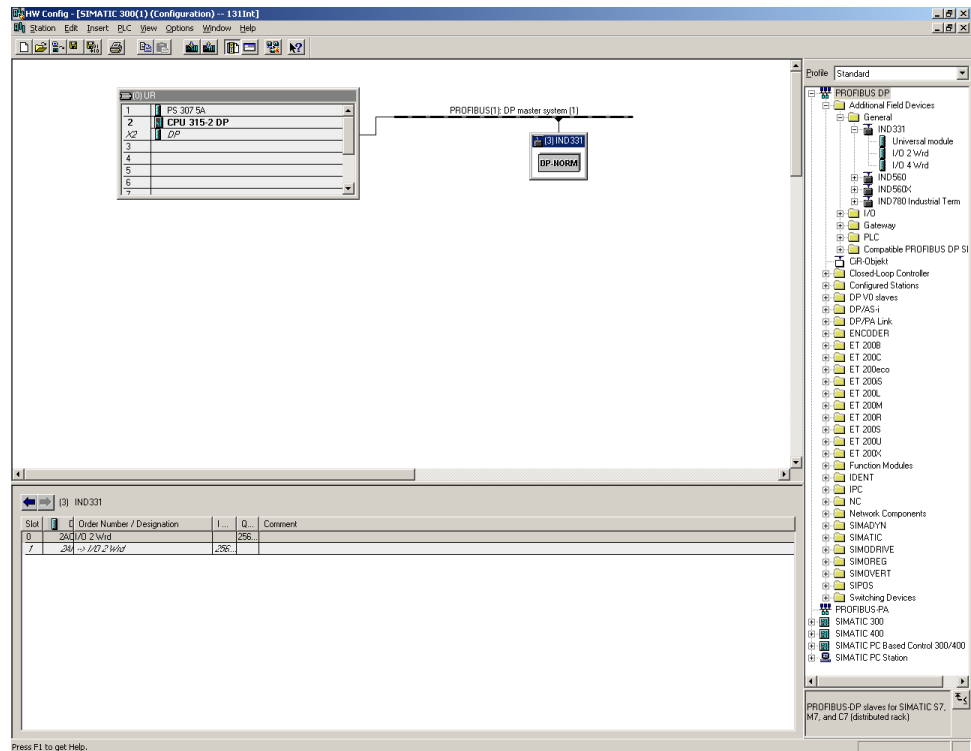 HW Config - [SIMATIC 300(1) (Configuration) -- 131Int]
Station Edit Insert PLC View Options Window Help
(0) UR
1 PS 307 5A
2 CPU 315-2 DP
X2 DP
3
4
5
6
7
PROFIBUS(1): DP master system (1)
(3) IND331
DP-NORM
Profile Standard
PROFIBUS DP
Additional Field Devices
General
IND331
Universal module
I/O 2 Wrd
I/O 4 Wrd
IND560
IND560X
IND780 Industrial Term
I/O
Gateway
PLC
Compatible PROFIBUS DP Sl
CiR-Objekt
Closed-Loop Controller
Configured Stations
DP V0 slaves
DP/AS-i
DP/PA Link
ENCODER
ET 200B
ET 200C
ET 200eco
ET 200iS
ET 200L
ET 200M
ET 200R
ET 200S
ET 200U
ET 200X
Function Modules
IDENT
IPC
NC
Network Components
SIMADYN
SIMATIC
SIMODRIVE
SIMOREG
SIMOVERT
SIPOS
Switching Devices
PROFIBUS-PA
SIMATIC 300
SIMATIC 400
SIMATIC PC Based Control 300/400
SIMATIC PC Station
PROFIBUS-DP slaves for SIMATIC S7,
M7, and C7 (distributed rack)
(3) IND331
Slot D Order Number / Designation I ... Q... Comment
0 2AO I/O 2 Wrd 256...
1 2AI --> I/O 2 Wrd 256...
Press F1 to get Help.